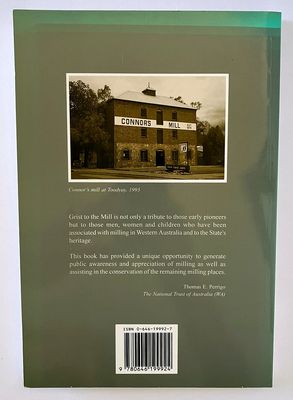 CONNORS MILL
Connor's mill at Toodyay, 1995
Grist to the Mill is not only a tribute to those early pioneers
but to those men, women and children who have been
associated with milling in Western Australia and to the State's
heritage.
This book has provided a unique opportunity to generate
public awareness and appreciation of milling as well as
assisting in the conservation of the remaining milling places.
Thomas E. Perrigo
The National Trust of Australia (WA)
ISBN 0-646-19992-7
9 780646 199924